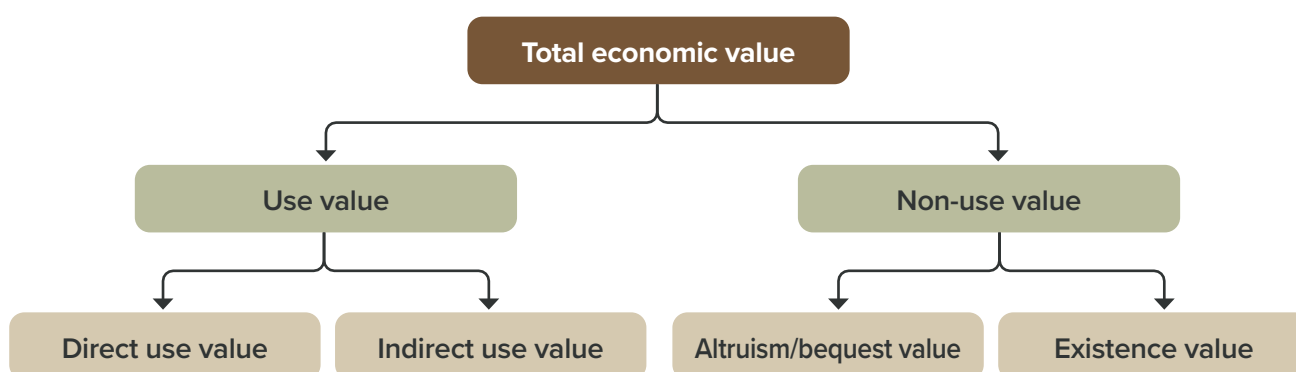 Total economic value
Use value
Non-use value
Direct use value
Indirect use value
Altruism/bequest value
Existence value